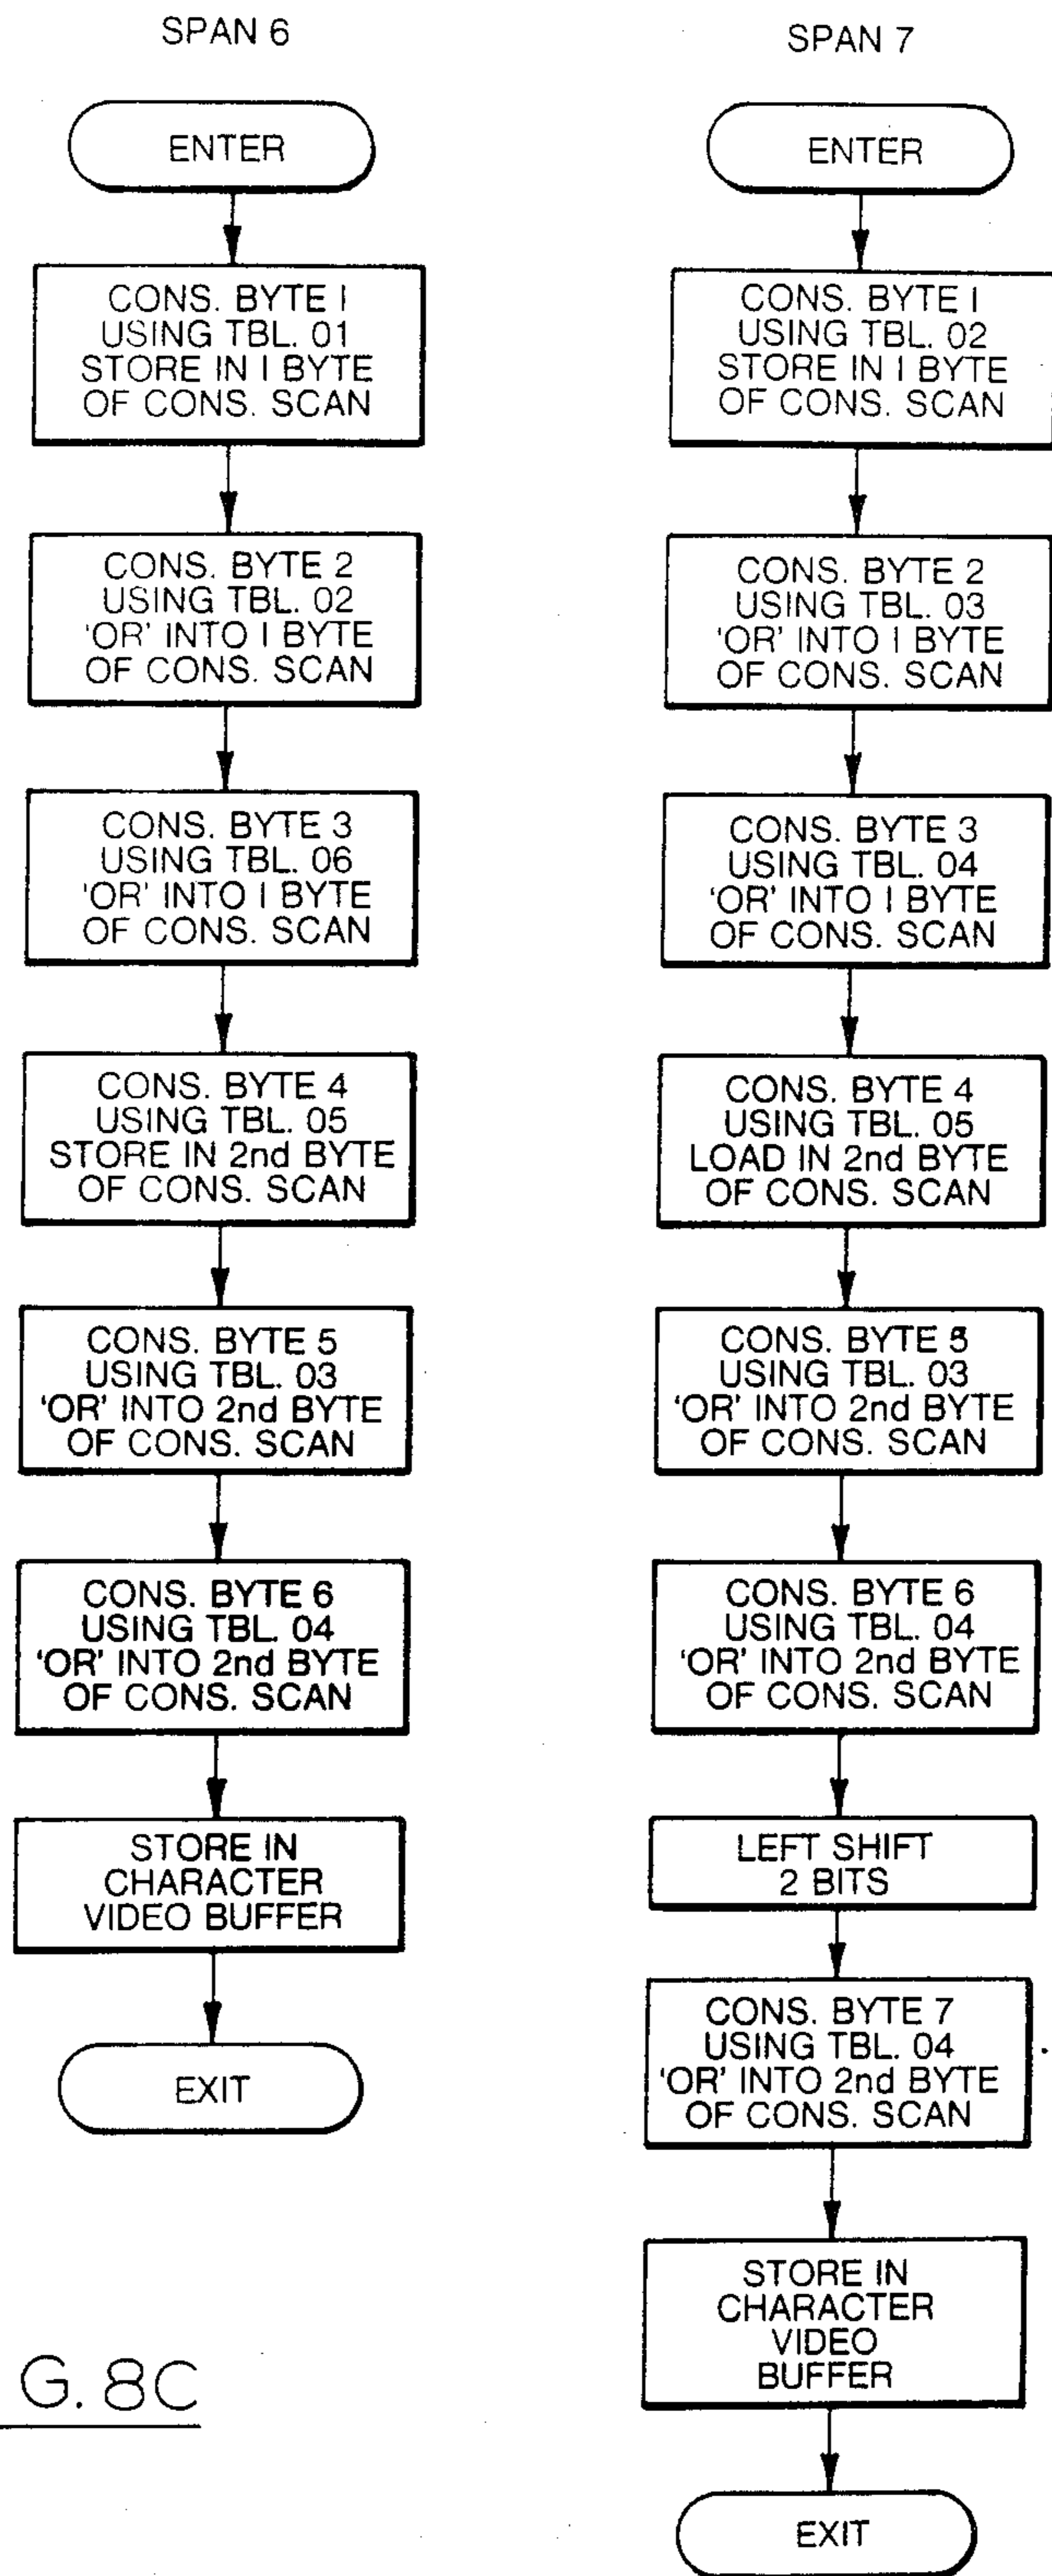 SPAN 6
ENTER
CONS. BYTE 1
USING TBL. 01
STORE IN 1 BYTE
OF CONS. SCAN
CONS. BYTE 2
USING TBL. 02
'OR' INTO 1 BYTE
OF CONS. SCAN
CONS. BYTE 3
USING TBL. 06
'OR' INTO 1 BYTE
OF CONS. SCAN
CONS. BYTE 4
USING TBL. 05
STORE IN 2nd BYTE
OF CONS. SCAN
CONS. BYTE 5
USING TBL. 03
'OR' INTO 2nd BYTE
OF CONS. SCAN
CONS. BYTE 6
USING TBL. 04
'OR' INTO 2nd BYTE
OF CONS. SCAN
STORE IN
CHARACTER
VIDEO BUFFER
EXIT
SPAN 7
ENTER
CONS. BYTE 1
USING TBL. 02
STORE IN 1 BYTE
OF CONS. SCAN
CONS. BYTE 2
USING TBL. 03
'OR' INTO 1 BYTE
OF CONS. SCAN
CONS. BYTE 3
USING TBL. 04
'OR' INTO 1 BYTE
OF CONS. SCAN
CONS. BYTE 4
USING TBL. 05
LOAD IN 2nd BYTE
OF CONS. SCAN
CONS. BYTE 5
USING TBL. 03
'OR' INTO 2nd BYTE
OF CONS. SCAN
CONS. BYTE 6
USING TBL. 04
'OR' INTO 2nd BYTE
OF CONS. SCAN
LEFT SHIFT
2 BITS
CONS. BYTE 7
USING TBL. 04
'OR' INTO 2nd BYTE
OF CONS. SCAN
STORE IN
CHARACTER
VIDEO
BUFFER
EXIT
G. 8C